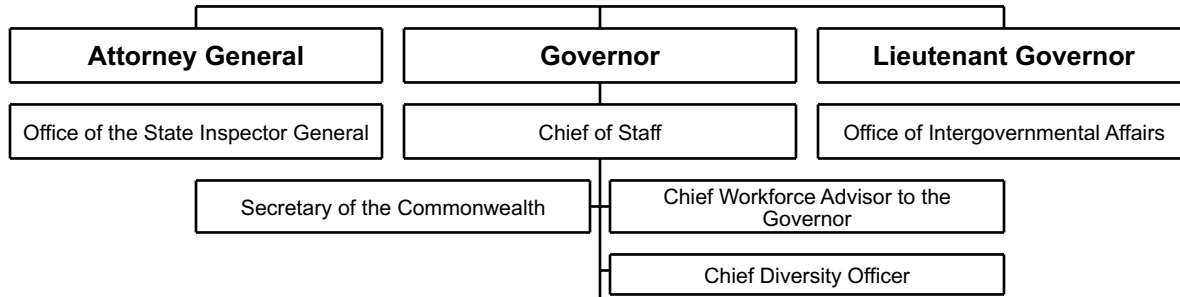 Attorney General
Governor
Lieutenant Governor
Office of the State Inspector General
Chief of Staff
Office of Intergovernmental Affairs
Secretary of the Commonwealth
Chief Workforce Advisor to the
Governor
Chief Diversity Officer